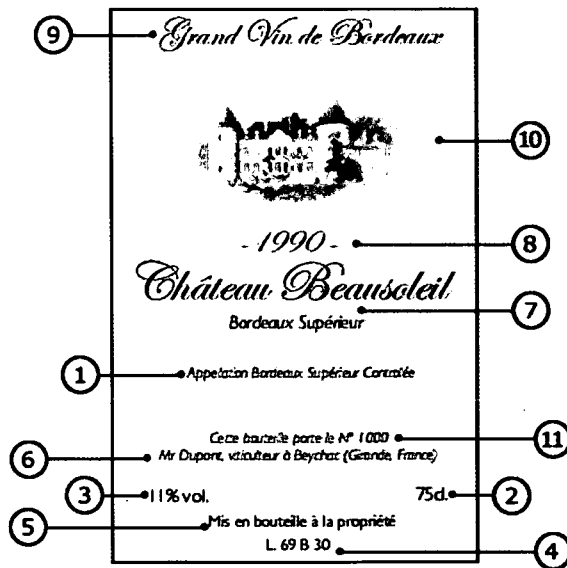 9 Grand Vin de Bordeaux
10
- 1990 - 8
Château Beausoleil
7
Bordeaux Supérieur
1 Appelation Bordeaux Supérieur Contrôlée
Cette bouteille porte le N° 1000 11
6 Mr Dupont, viticulteur à Beychac (Gironde, France)
3 11% vol. 75cl. 2
5 Mis en bouteille à la propriété
L. 69 B 30 4